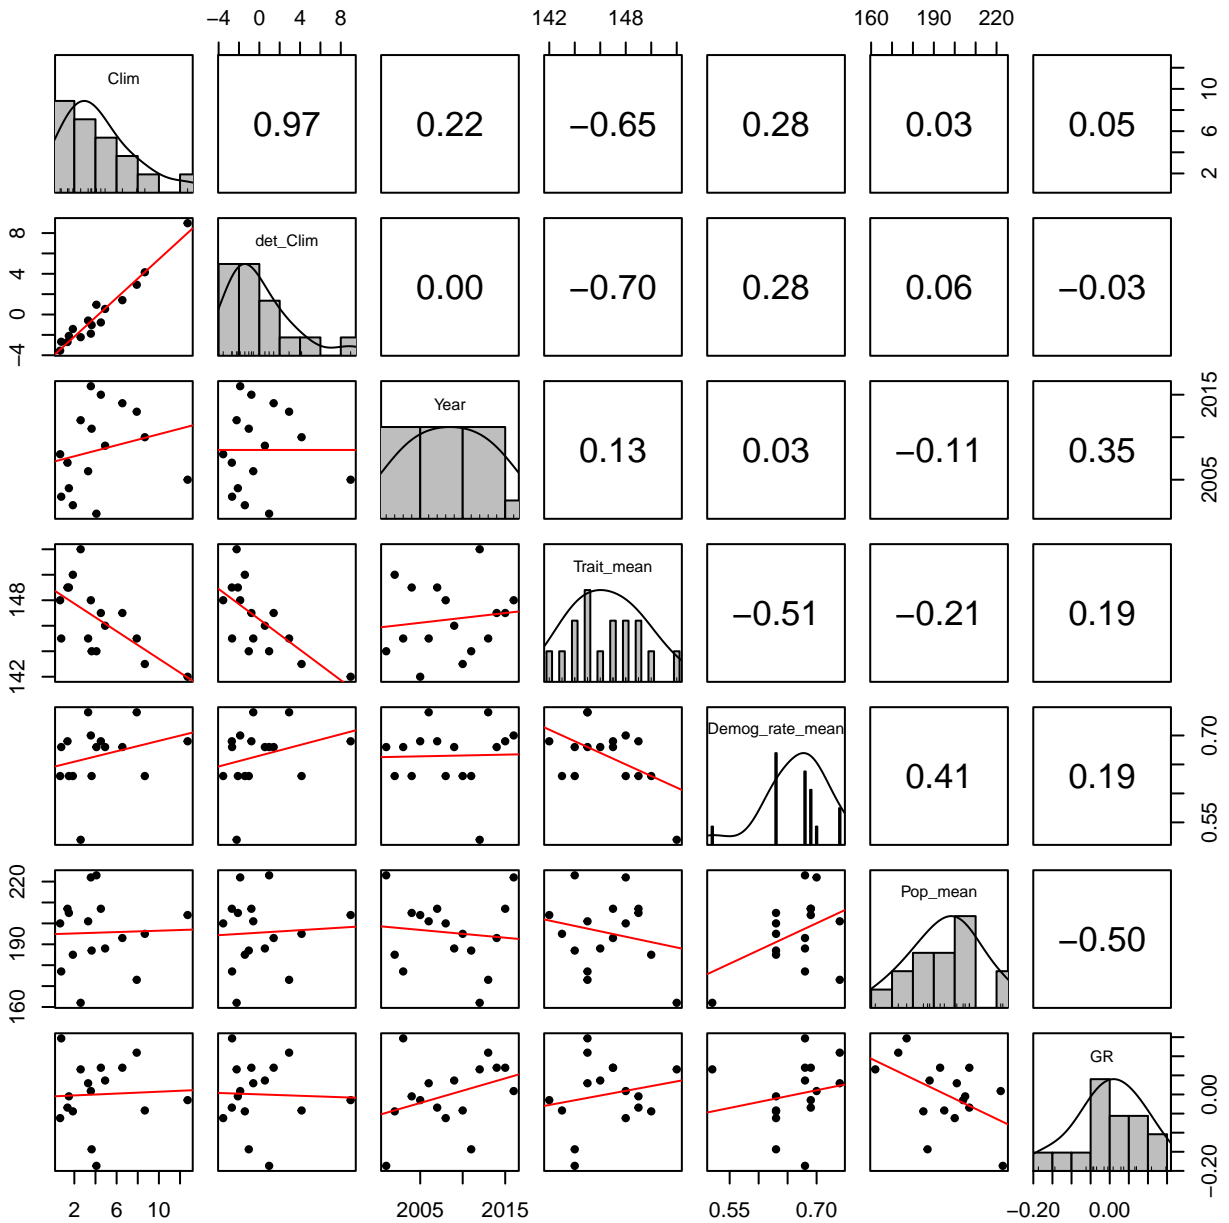 −4 0 4 8 142 148 160 190 220
Clim 0.97 0.22 −0.65 0.28 0.03 0.05 2 6 10
−4 0 4 8 det_Clim 0.00 −0.70 0.28 0.06 −0.03
Year 0.13 0.03 −0.11 0.35 2005 2015
142 148 Trait_mean −0.51 −0.21 0.19
Demog_rate_mean 0.41 0.19 0.55 0.70
160 190 220 Pop_mean −0.50
GR −0.20 0.00
2 6 10 2005 2015 0.55 0.70 −0.20 0.00